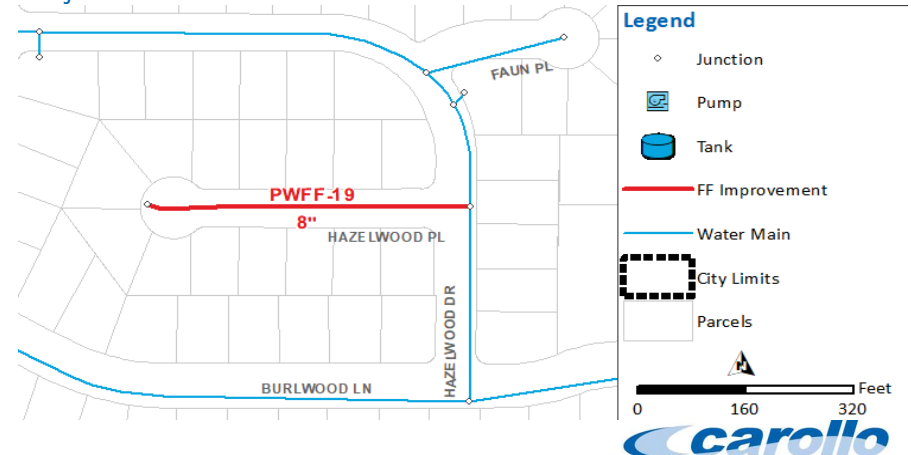 Legend
Junction
Pump
Tank
FF Improvement
Water Main
City Limits
Parcels
Feet
0 160 320
carollo
FAUN PL
PWFF-19
8"
HAZELWOOD PL
HAZELWOOD DR
BURLWOOD LN